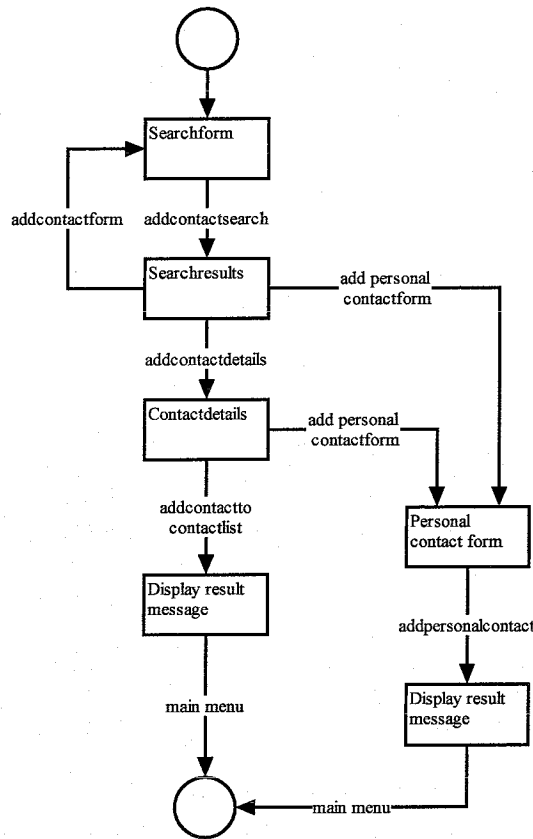 Searchform
addcontactform
addcontactsearch
Searchresults
add personal
contactform
addcontactdetails
Contactdetails
add personal
contactform
addcontactto
contactlist
Personal
contact form
Display result
message
addpersonalcontact
Display result
message
main menu
main menu